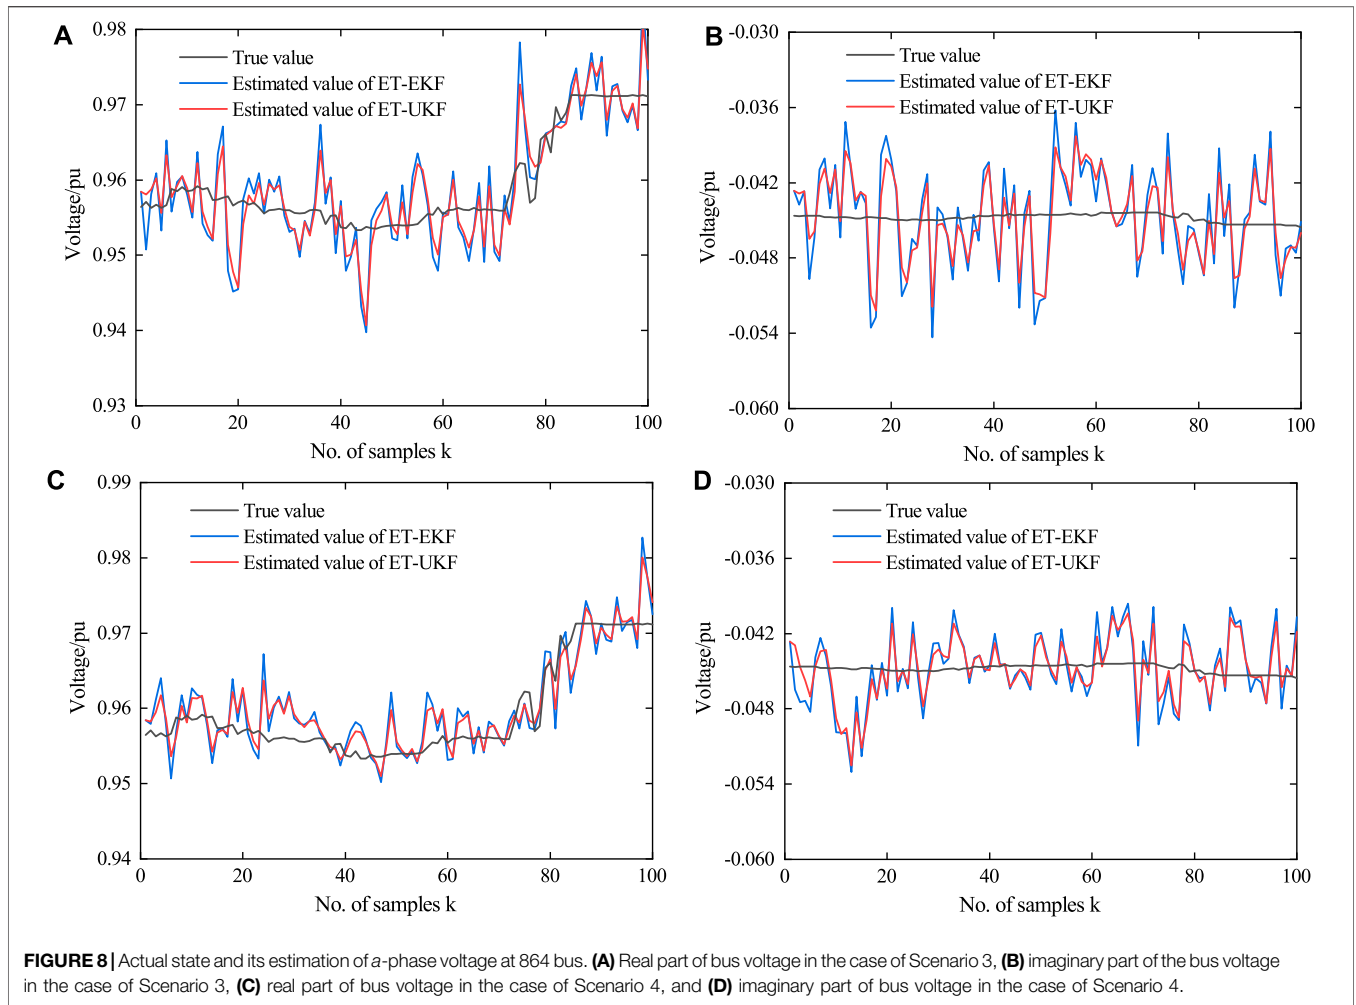 A
0.98
0.97
0.96
0.95
0.94
0.93
Voltage/pu
True value
Estimated value of ET-EKF
Estimated value of ET-UKF
0 20 40 60 80 100
No. of samples k
B
-0.030
-0.036
-0.042
-0.048
-0.054
-0.060
Voltage/pu
True value
Estimated value of ET-EKF
Estimated value of ET-UKF
0 20 40 60 80 100
No. of samples k
C
0.99
0.98
0.97
0.96
0.95
0.94
Voltage/pu
True value
Estimated value of ET-EKF
Estimated value of ET-UKF
0 20 40 60 80 100
No. of samples k
D
-0.030
-0.036
-0.042
-0.048
-0.054
-0.060
Voltage/pu
True value
Estimated value of ET-EKF
Estimated value of ET-UKF
0 20 40 60 80 100
No. of samples k
FIGURE 8 | Actual state and its estimation of a-phase voltage at 864 bus. (A) Real part of bus voltage in the case of Scenario 3, (B) imaginary part of the bus voltage
in the case of Scenario 3, (C) real part of bus voltage in the case of Scenario 4, and (D) imaginary part of bus voltage in the case of Scenario 4.